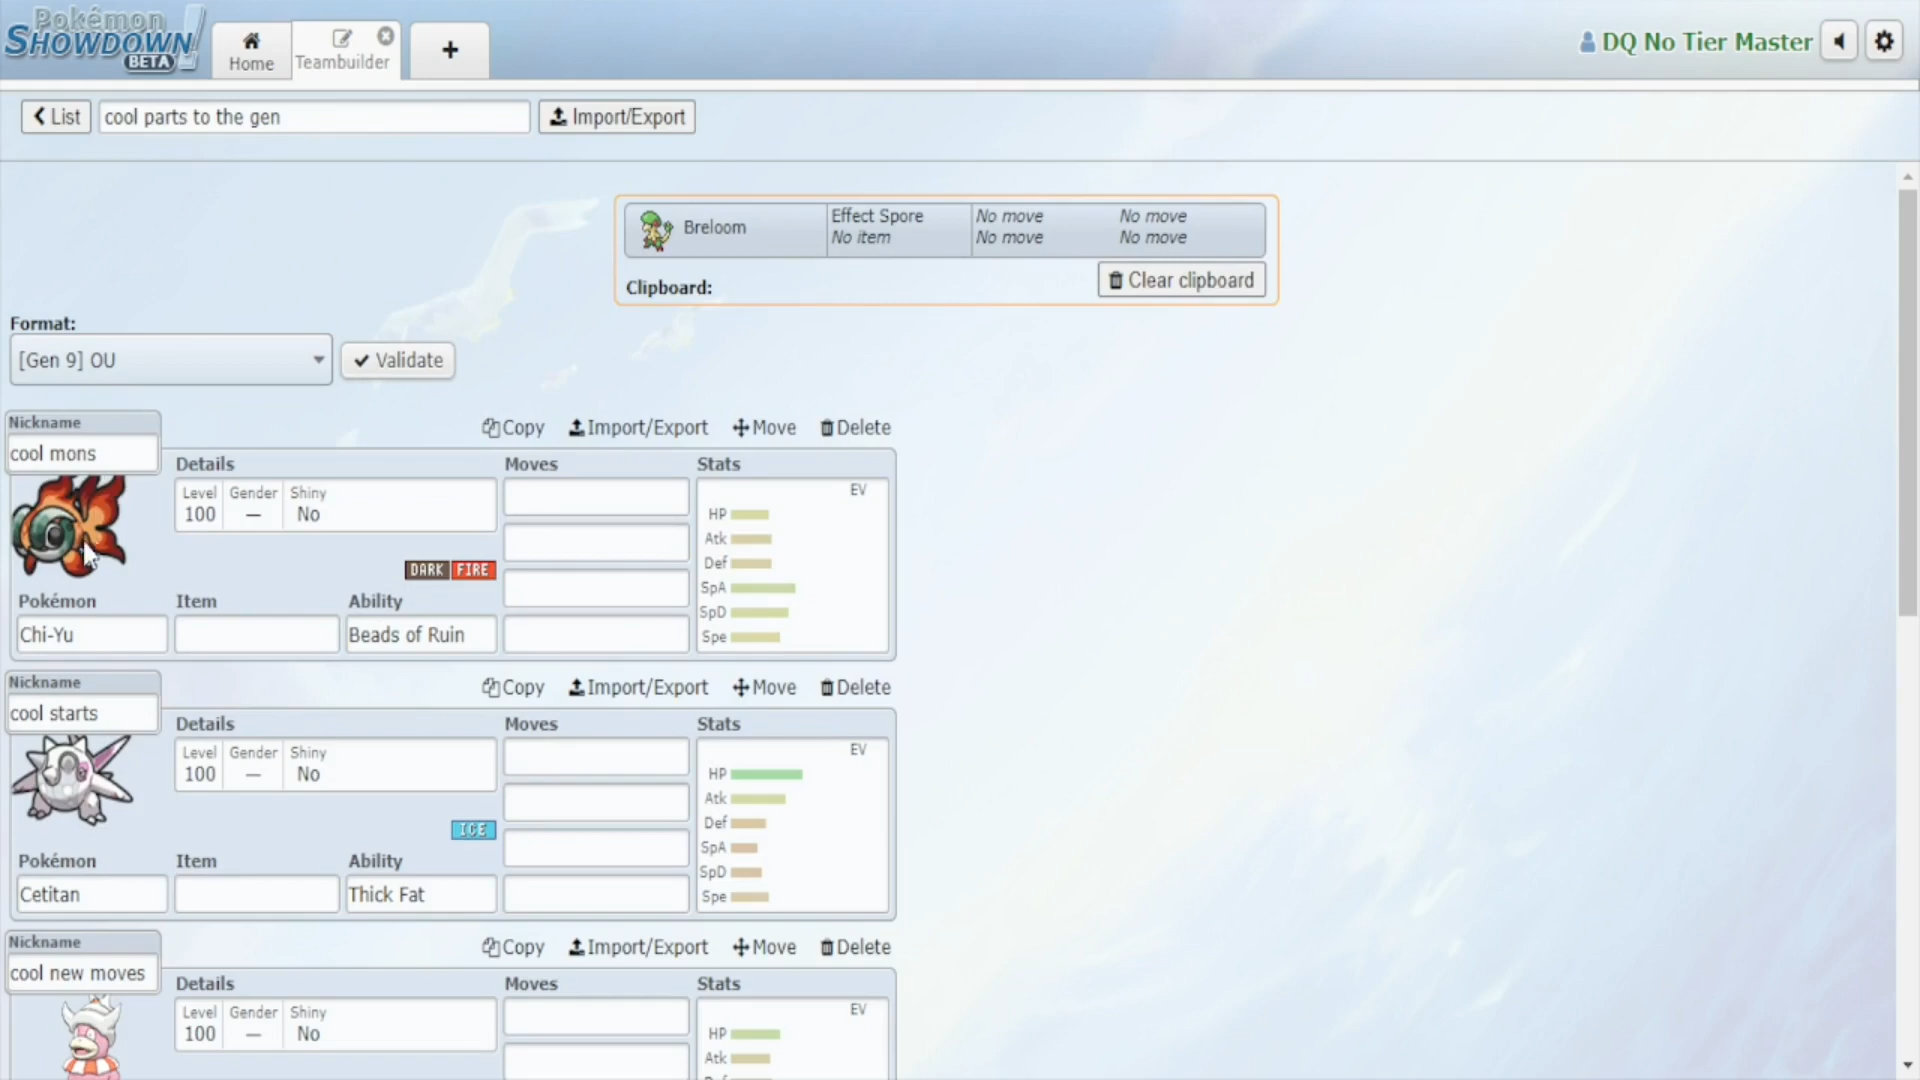 Pokémon
SHOWDOWN!
BETA
Home
Teambuilder
+
DQ No Tier Master
List
cool parts to the gen
Import/Export
Breloom
Effect Spore
No item
No move
No move
No move
No move
Clipboard:
Clear clipboard
Format:
[Gen 9] OU
Validate
Nickname
cool mons
Copy
Import/Export
Move
Delete
Details
Moves
Stats
Level
Gender
Shiny
100
—
No
EV
HP
Atk
Def
SpA
SpD
Spe
DARK
FIRE
Pokémon
Item
Ability
Chi-Yu
Beads of Ruin
Nickname
cool starts
Copy
Import/Export
Move
Delete
Details
Moves
Stats
Level
Gender
Shiny
100
—
No
EV
HP
Atk
Def
SpA
SpD
Spe
ICE
Pokémon
Item
Ability
Cetitan
Thick Fat
Nickname
cool new moves
Copy
Import/Export
Move
Delete
Details
Moves
Stats
Level
Gender
Shiny
100
—
No
EV
HP
Atk